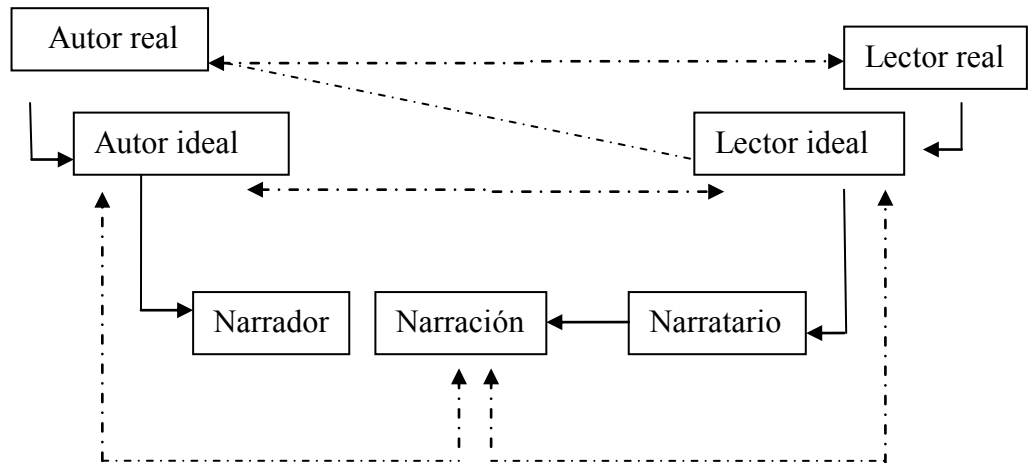 Autor real
Lector real
Autor ideal
Lector ideal
Narrador
Narración
Narratario